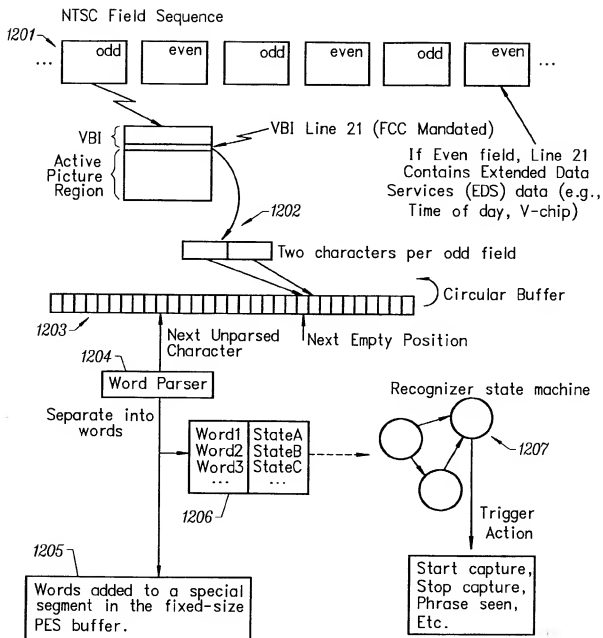 NTSC Field Sequence
1201
... odd even odd even odd even ...
VBI
VBI Line 21 (FCC Mandated)
Active
Picture
Region
If Even field, Line 21
Contains Extended Data
Services (EDS) data (e.g.,
Time of day, V-chip)
1202
Two characters per odd field
Circular Buffer
1203
Next Unparsed
Character
Next Empty Position
1204
Word Parser
Separate into
words
Recognizer state machine
Word1 StateA
Word2 StateB
Word3 StateC
... ...
1206
1207
Trigger
Action
1205
Words added to a special
segment in the fixed-size
PES buffer.
Start capture,
Stop capture,
Phrase seen,
Etc.